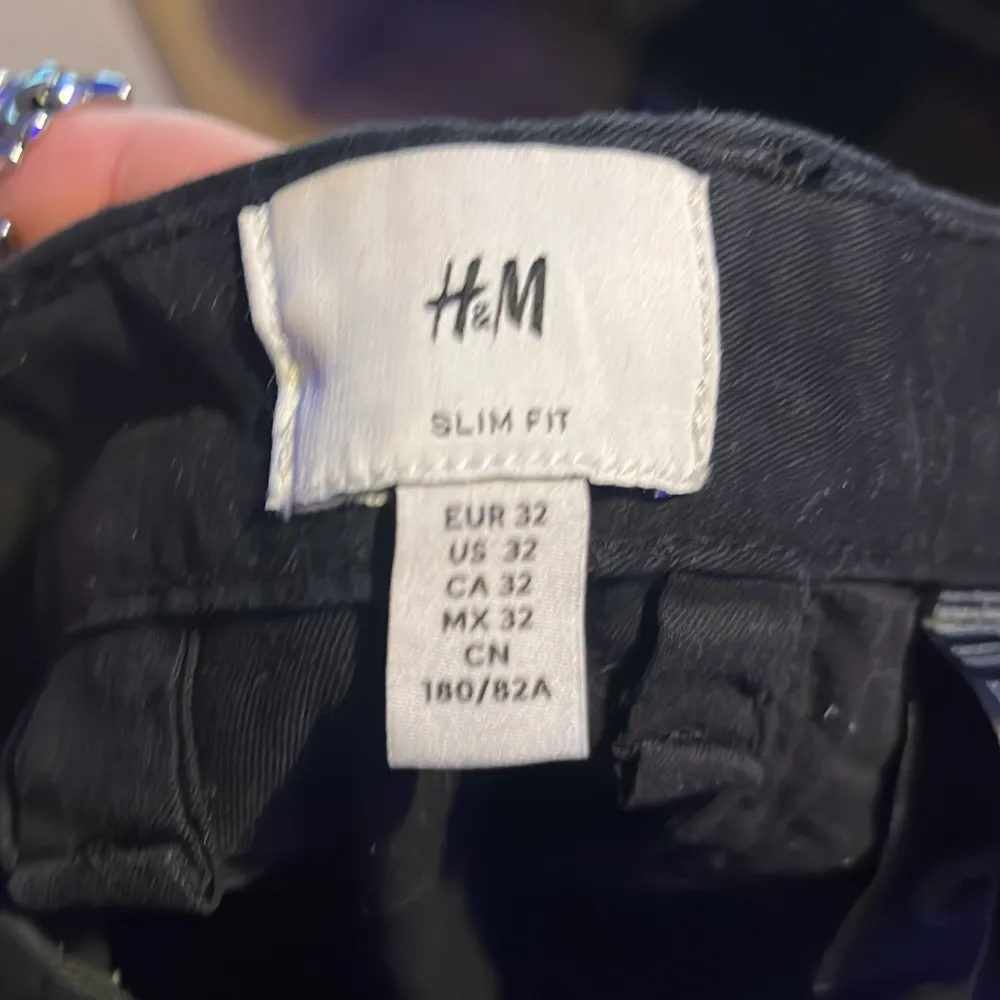 H&M
SLIM FIT
EUR 32
US 32
CA 32
MX 32
CN
180/82A